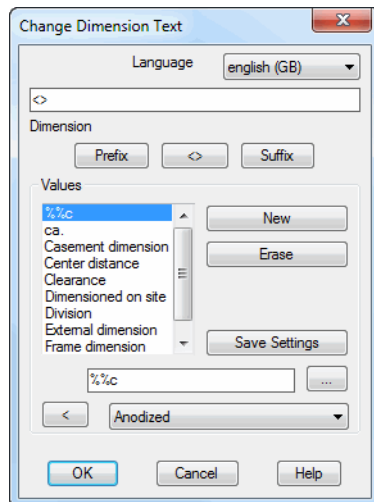 Change Dimension Text
Language english (GB)
<>
Dimension
Prefix <> Suffix
Values
%%c
ca.
Casement dimension
Center distance
Clearance
Dimensioned on site
Division
External dimension
Frame dimension
New
Erase
Save Settings
%%c ...
< Anodized
OK Cancel Help